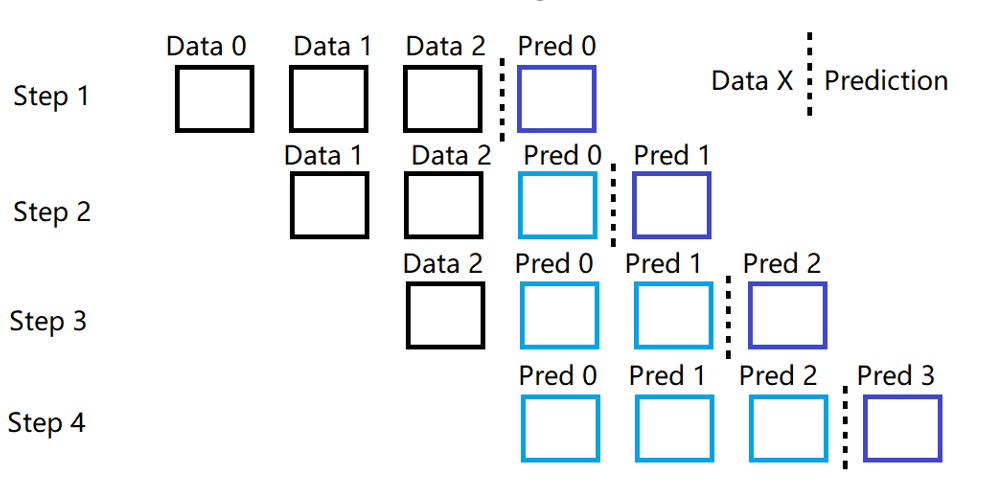 Data 0 Data 1 Data 2 Pred 0
Step 1
Data X Prediction
Data 1 Data 2 Pred 0 Pred 1
Step 2
Data 2 Pred 0 Pred 1 Pred 2
Step 3
Pred 0 Pred 1 Pred 2 Pred 3
Step 4